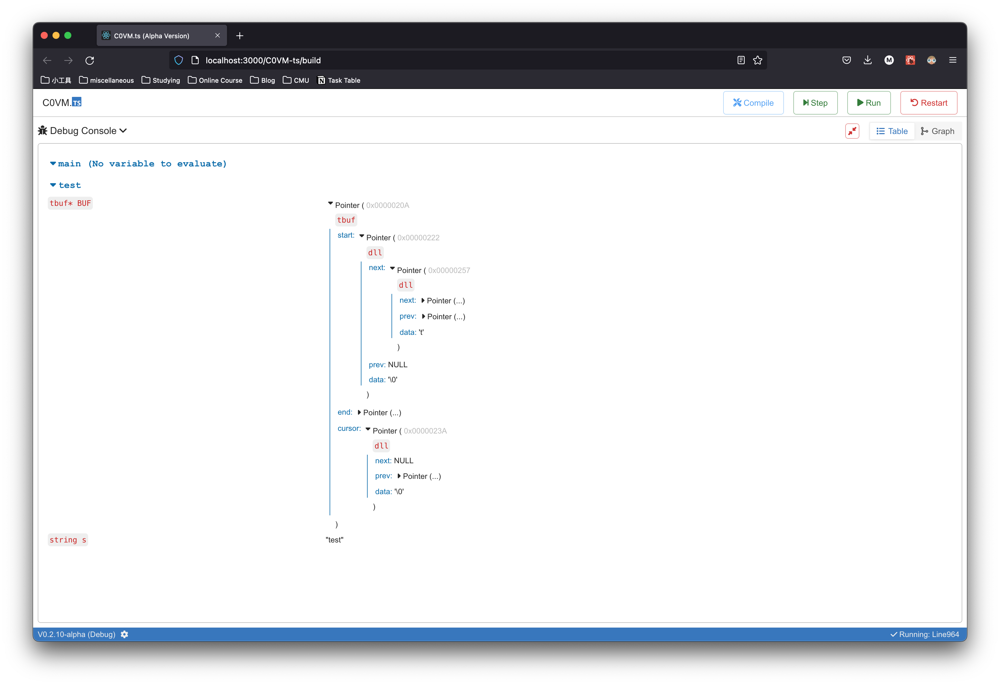 C0VM.ts (Alpha Version)
localhost:3000/C0VM-ts/build
M
小工具 miscellaneous Studying Online Course Blog CMU Task Table
C0VM.TS Compile Step Run Restart
Debug Console Table Graph
main (No variable to evaluate)
test
tbuf* BUF Pointer ( 0x0000020A
tbuf
start: Pointer ( 0x00000222
dll
next: Pointer ( 0x00000257
dll
next: Pointer (...)
prev: Pointer (...)
data: 't'
)
prev: NULL
data: '\0'
)
end: Pointer (...)
cursor: Pointer ( 0x0000023A
dll
next: NULL
prev: Pointer (...)
data: '\0'
)
)
string s "test"
V0.2.10-alpha (Debug) Running: Line964